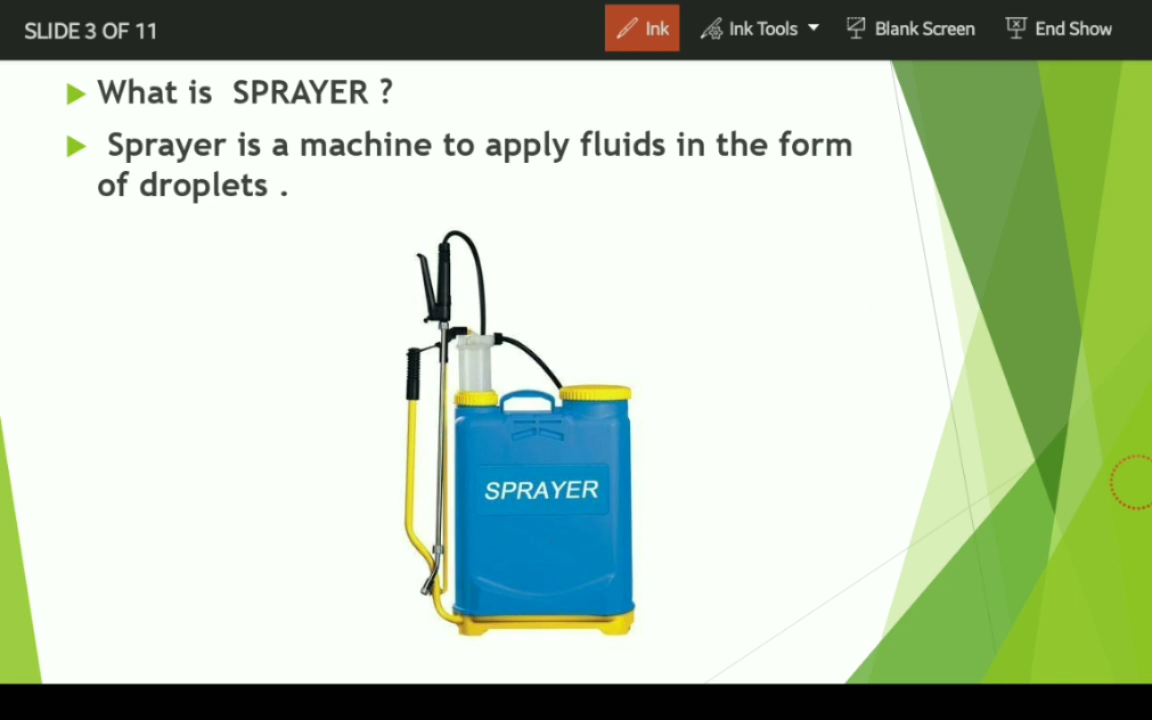 SLIDE 3 OF 11
Ink
Ink Tools
Blank Screen
End Show
What is SPRAYER ?
Sprayer is a machine to apply fluids in the form
of droplets .
SPRAYER